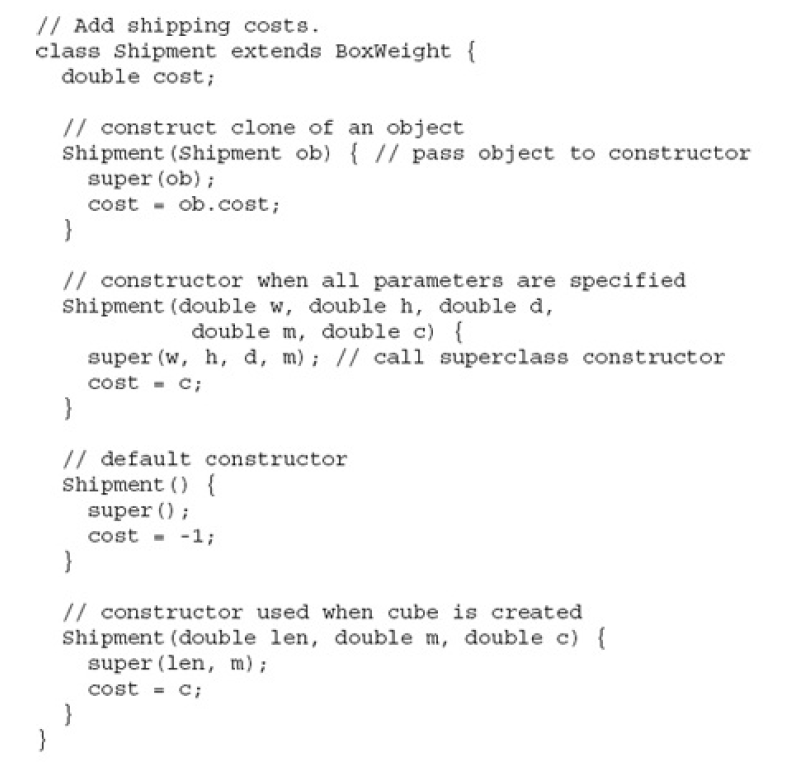 // Add shipping costs.
class Shipment extends BoxWeight {
  double cost;

  // construct clone of an object
  Shipment(Shipment ob) { // pass object to constructor
    super(ob);
    cost = ob.cost;
  }

  // constructor when all parameters are specified
  Shipment(double w, double h, double d,
            double m, double c) {
    super(w, h, d, m); // call superclass constructor
    cost = c;
  }

  // default constructor
  Shipment() {
    super();
    cost = -1;
  }

  // constructor used when cube is created
  Shipment(double len, double m, double c) {
    super(len, m);
    cost = c;
  }
}